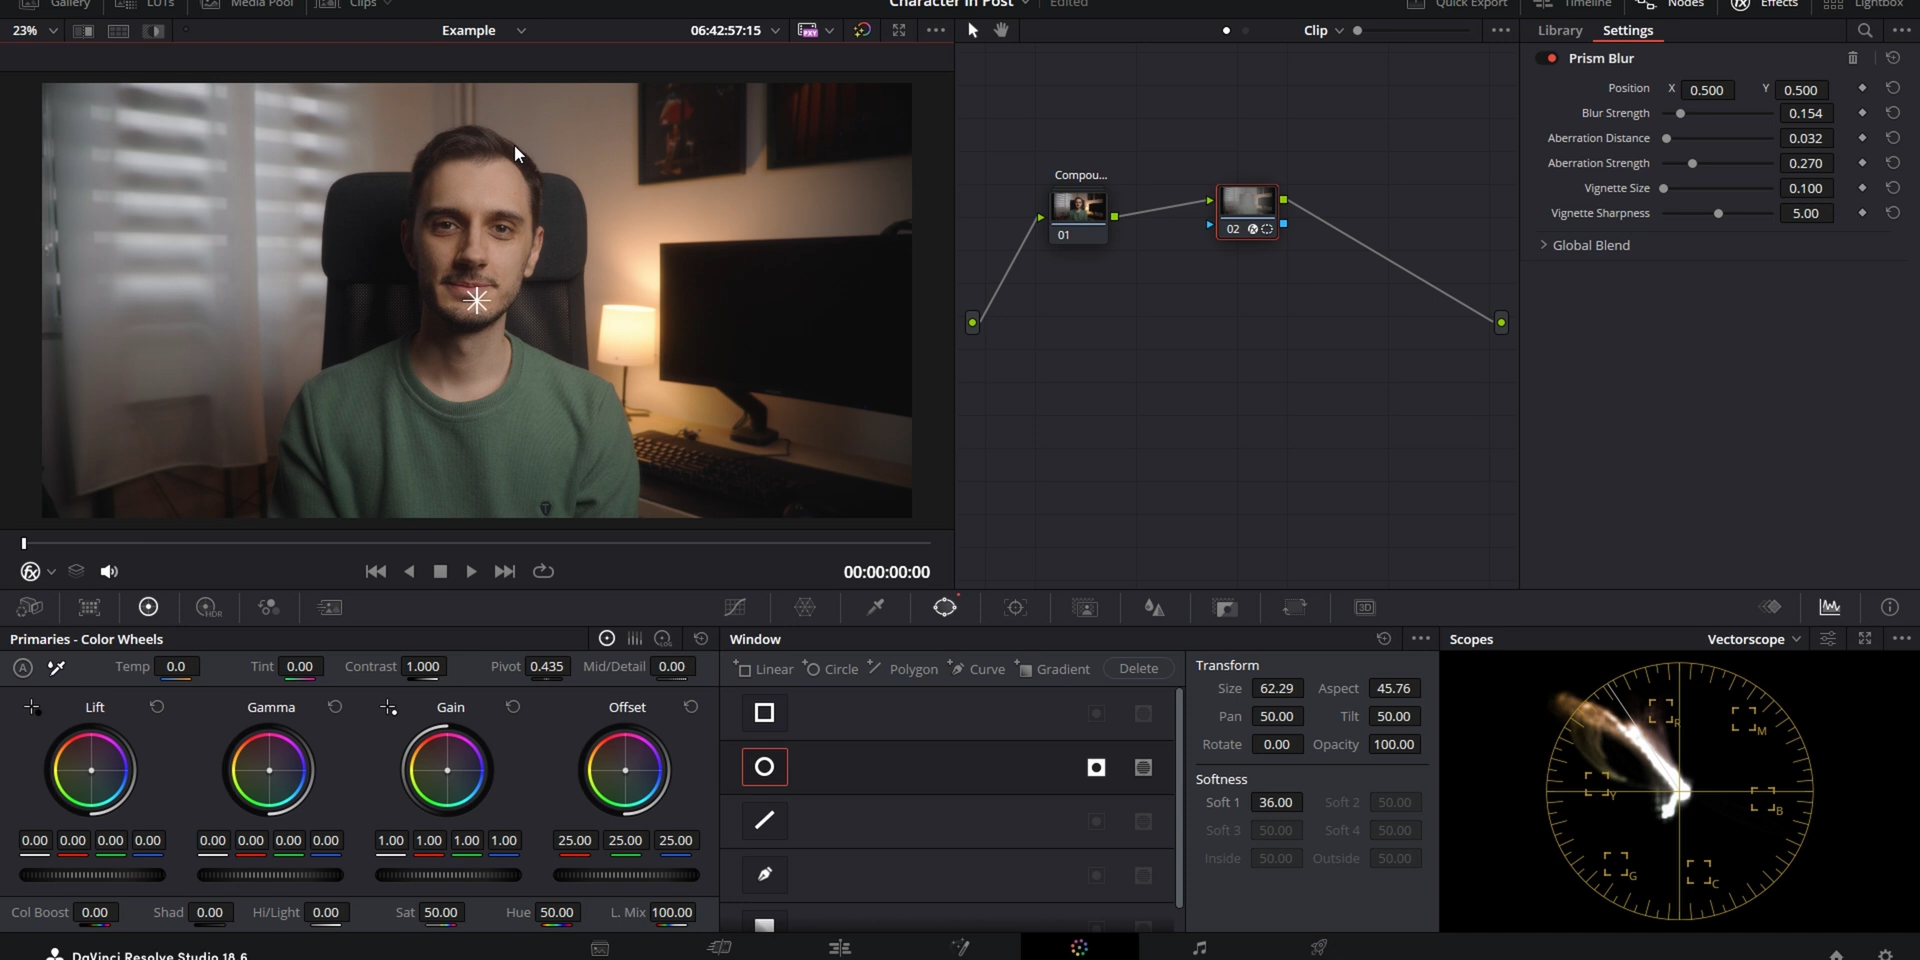 Gallery LUTs Media Pool Clips Character in Post Edited Quick Export Timeline Nodes Effects Lightbox
23% Example 06:42:57:15 Clip Library Settings
Prism Blur
Position X 0.500 Y 0.500
Blur Strength 0.154
Aberration Distance 0.032
Aberration Strength 0.270
Vignette Size 0.100
Vignette Sharpness 5.00
Global Blend
Compou...
01
02
00:00:00:00
HDR
3D
Primaries - Color Wheels
Temp 0.0 Tint 0.00 Contrast 1.000 Pivot 0.435 Mid/Detail 0.00
Lift Gamma Gain Offset
0.00 0.00 0.00 0.00 0.00 0.00 0.00 0.00 1.00 1.00 1.00 1.00 25.00 25.00 25.00
Col Boost 0.00 Shad 0.00 Hi/Light 0.00 Sat 50.00 Hue 50.00 L. Mix 100.00
Window
Linear Circle Polygon Curve Gradient Delete
Transform
Size 62.29 Aspect 45.76
Pan 50.00 Tilt 50.00
Rotate 0.00 Opacity 100.00
Softness
Soft 1 36.00 Soft 2 50.00
Soft 3 50.00 Soft 4 50.00
Inside 50.00 Outside 50.00
Scopes Vectorscope
R
M
Y
B
G
C
DaVinci Resolve Studio 18.6